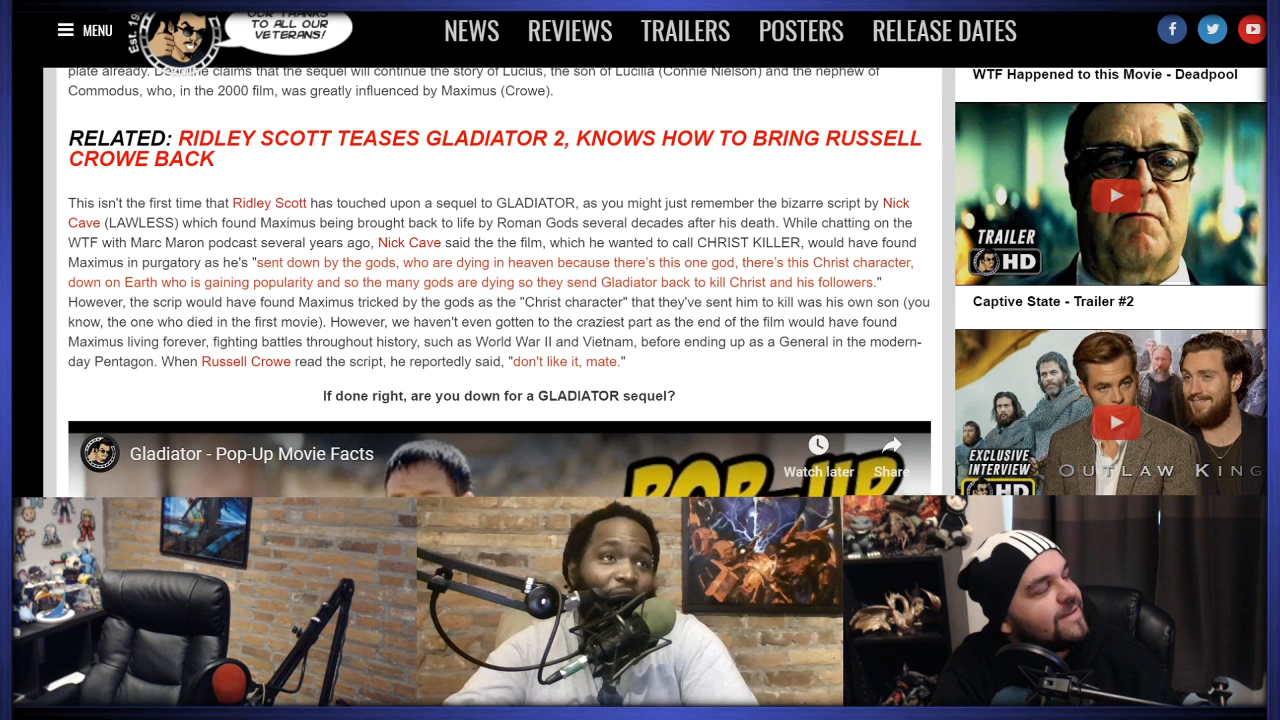 MENU
Est. 19
OUR THANKS
TO ALL OUR
VETERANS!
NEWS REVIEWS TRAILERS POSTERS RELEASE DATES
plate already. claims that the sequel will continue the story of Lucius, the son of Lucilla (Connie Nielson) and the nephew of
Commodus, who, in the 2000 film, was greatly influenced by Maximus (Crowe).
RELATED: RIDLEY SCOTT TEASES GLADIATOR 2, KNOWS HOW TO BRING RUSSELL
CROWE BACK
This isn't the first time that Ridley Scott has touched upon a sequel to GLADIATOR, as you might just remember the bizarre script by Nick
Cave (LAWLESS) which found Maximus being brought back to life by Roman Gods several decades after his death. While chatting on the
WTF with Marc Maron podcast several years ago, Nick Cave said the the film, which he wanted to call CHRIST KILLER, would have found
Maximus in purgatory as he's "sent down by the gods, who are dying in heaven because there's this one god, there's this Christ character,
down on Earth who is gaining popularity and so the many gods are dying so they send Gladiator back to kill Christ and his followers."
However, the scrip would have found Maximus tricked by the gods as the "Christ character" that they've sent him to kill was his own son (you
know, the one who died in the first movie). However, we haven't even gotten to the craziest part as the end of the film would have found
Maximus living forever, fighting battles throughout history, such as World War II and Vietnam, before ending up as a General in the modern-
day Pentagon. When Russell Crowe read the script, he reportedly said, "don't like it, mate."
If done right, are you down for a GLADIATOR sequel?
Gladiator - Pop-Up Movie Facts
Watch later
Share
POP-UP
WTF Happened to this Movie - Deadpool
TRAILER
HD
Captive State - Trailer #2
EXCLUSIVE
INTERVIEW
HD
OUTLAW KING